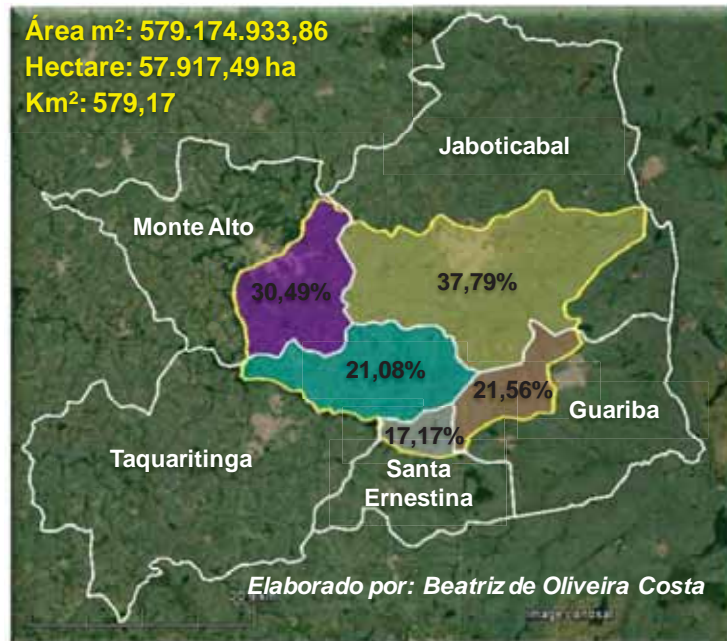 Área m²: 579.174.933,86
Hectare: 57.917,49 ha
Km²: 579,17
Jaboticabal
Monte Alto
30,49%
37,79%
21,08%
21,56%
Guariba
17,17%
Taquaritinga
Santa
Ernestina
Elaborado por: Beatriz de Oliveira Costa